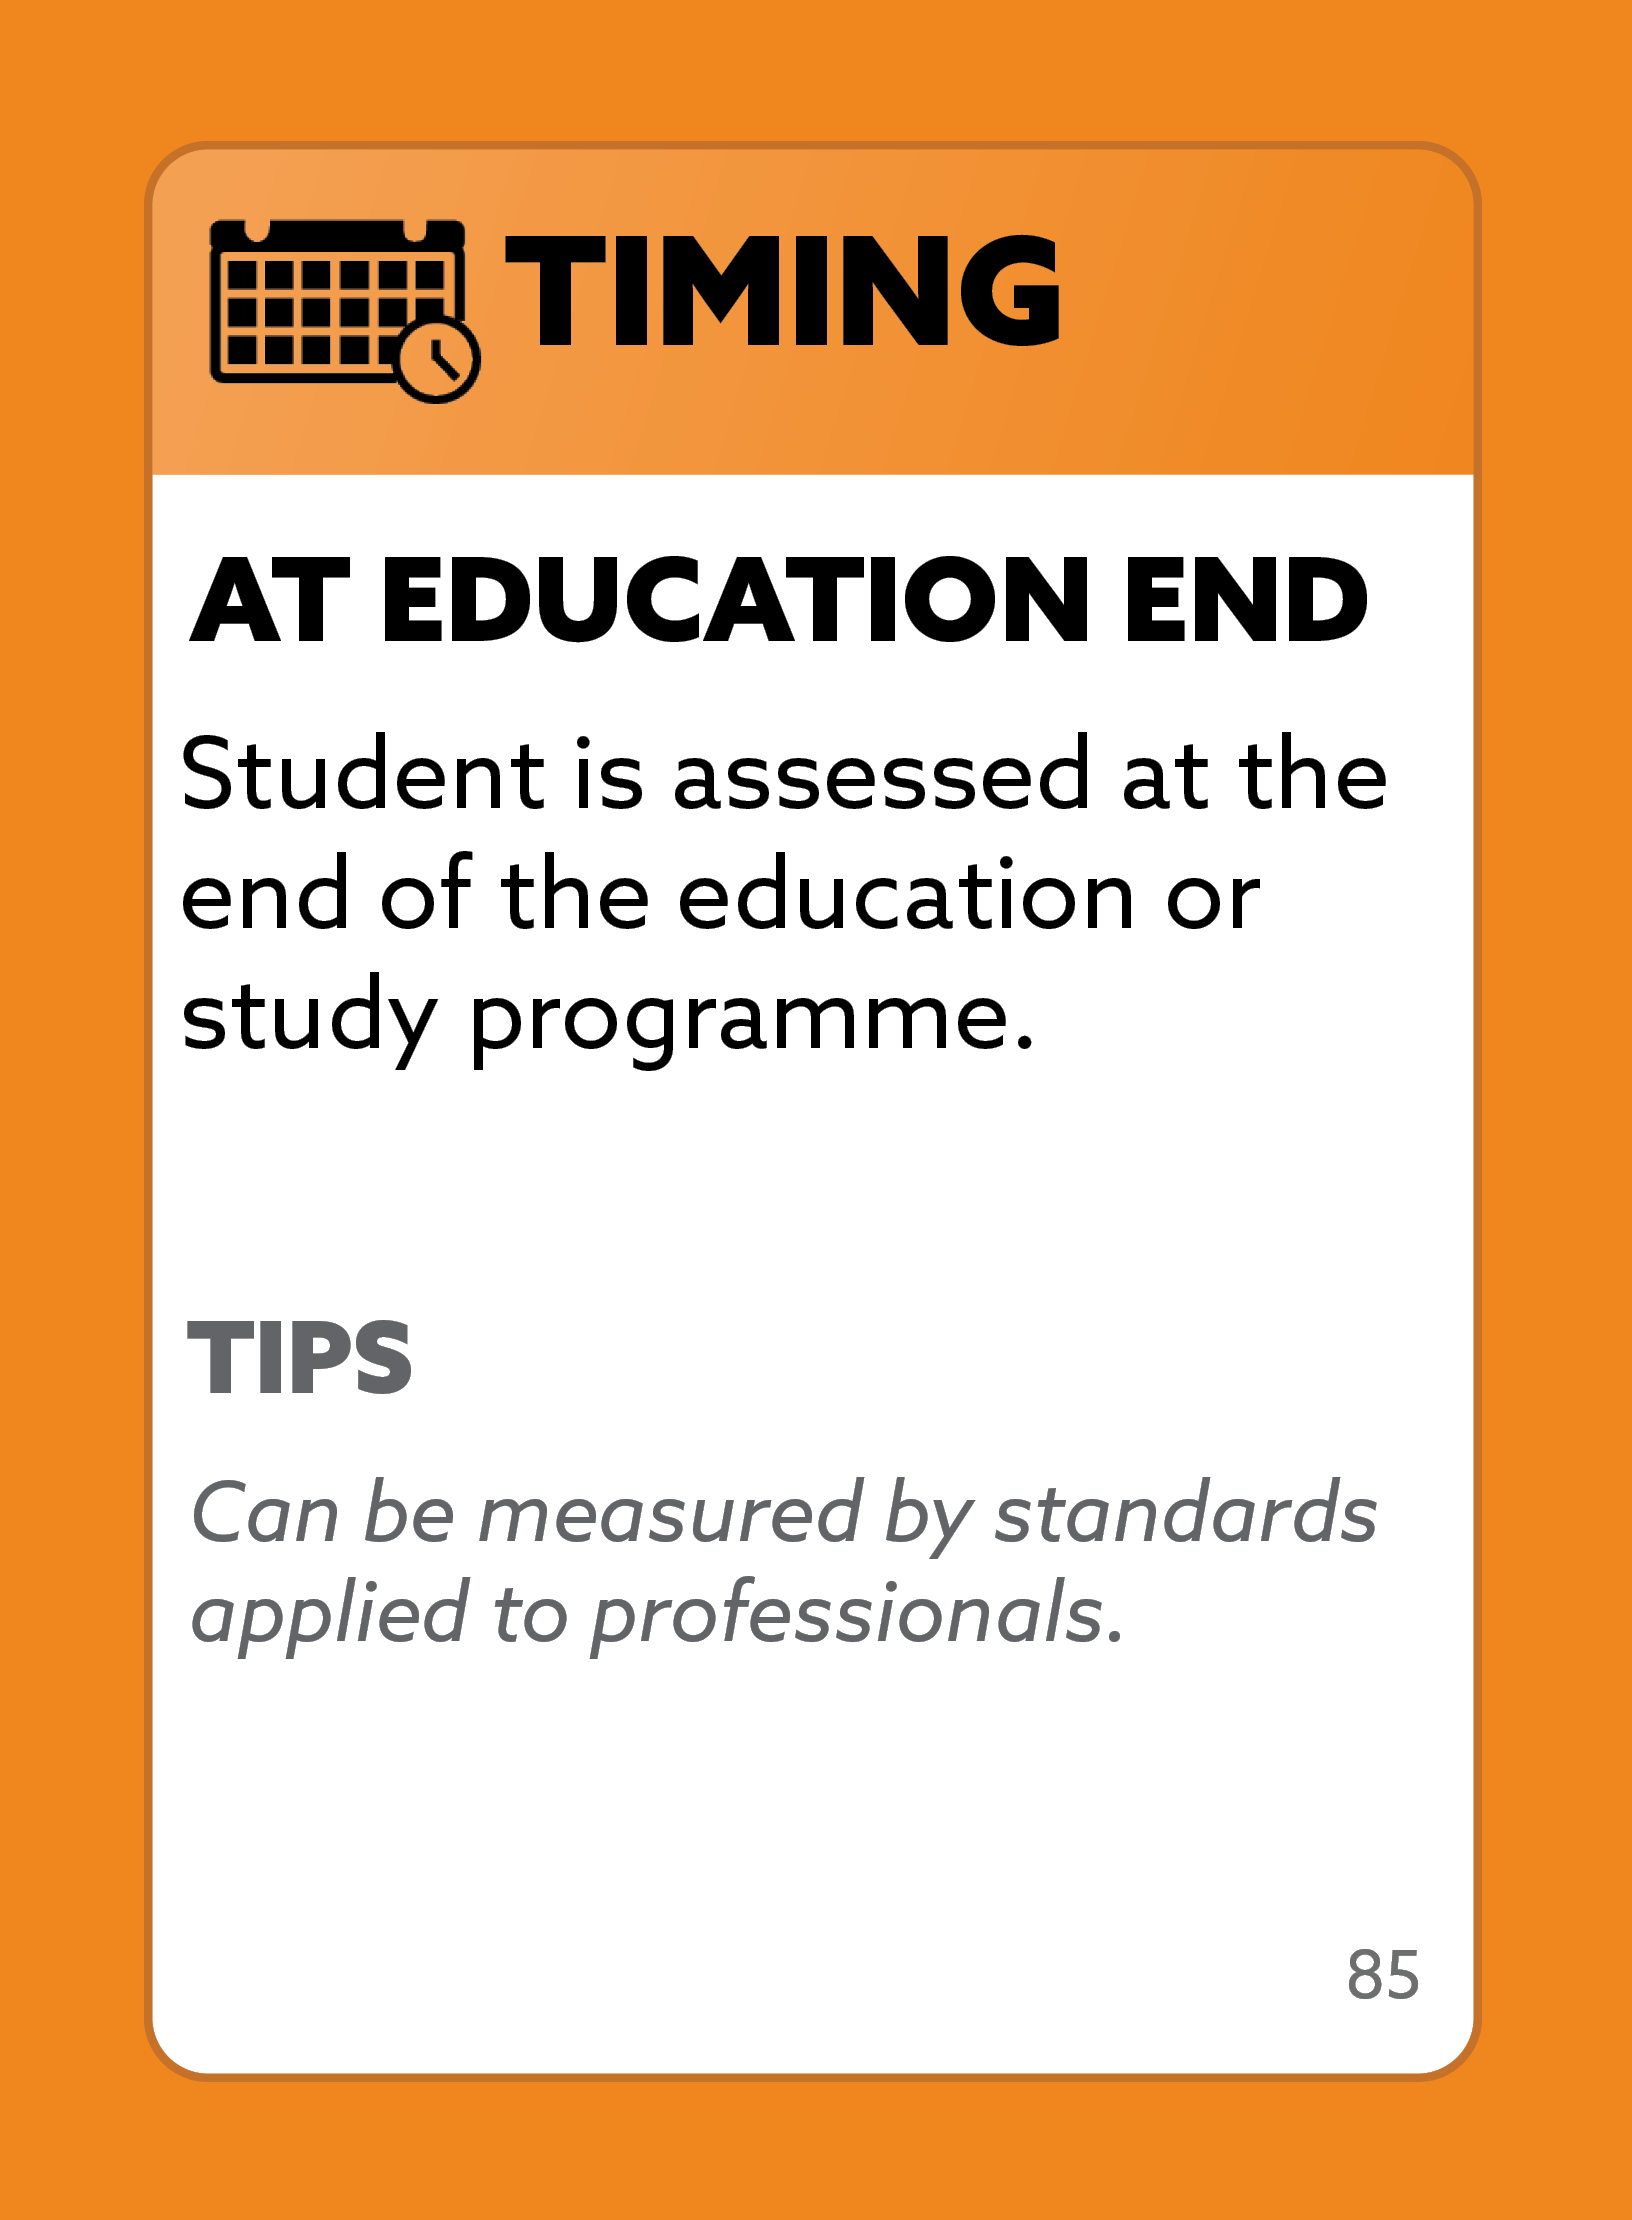 TIMING
AT EDUCATION END
Student is assessed at the
end of the education or
study programme.
TIPS
Can be measured by standards
applied to professionals.
85